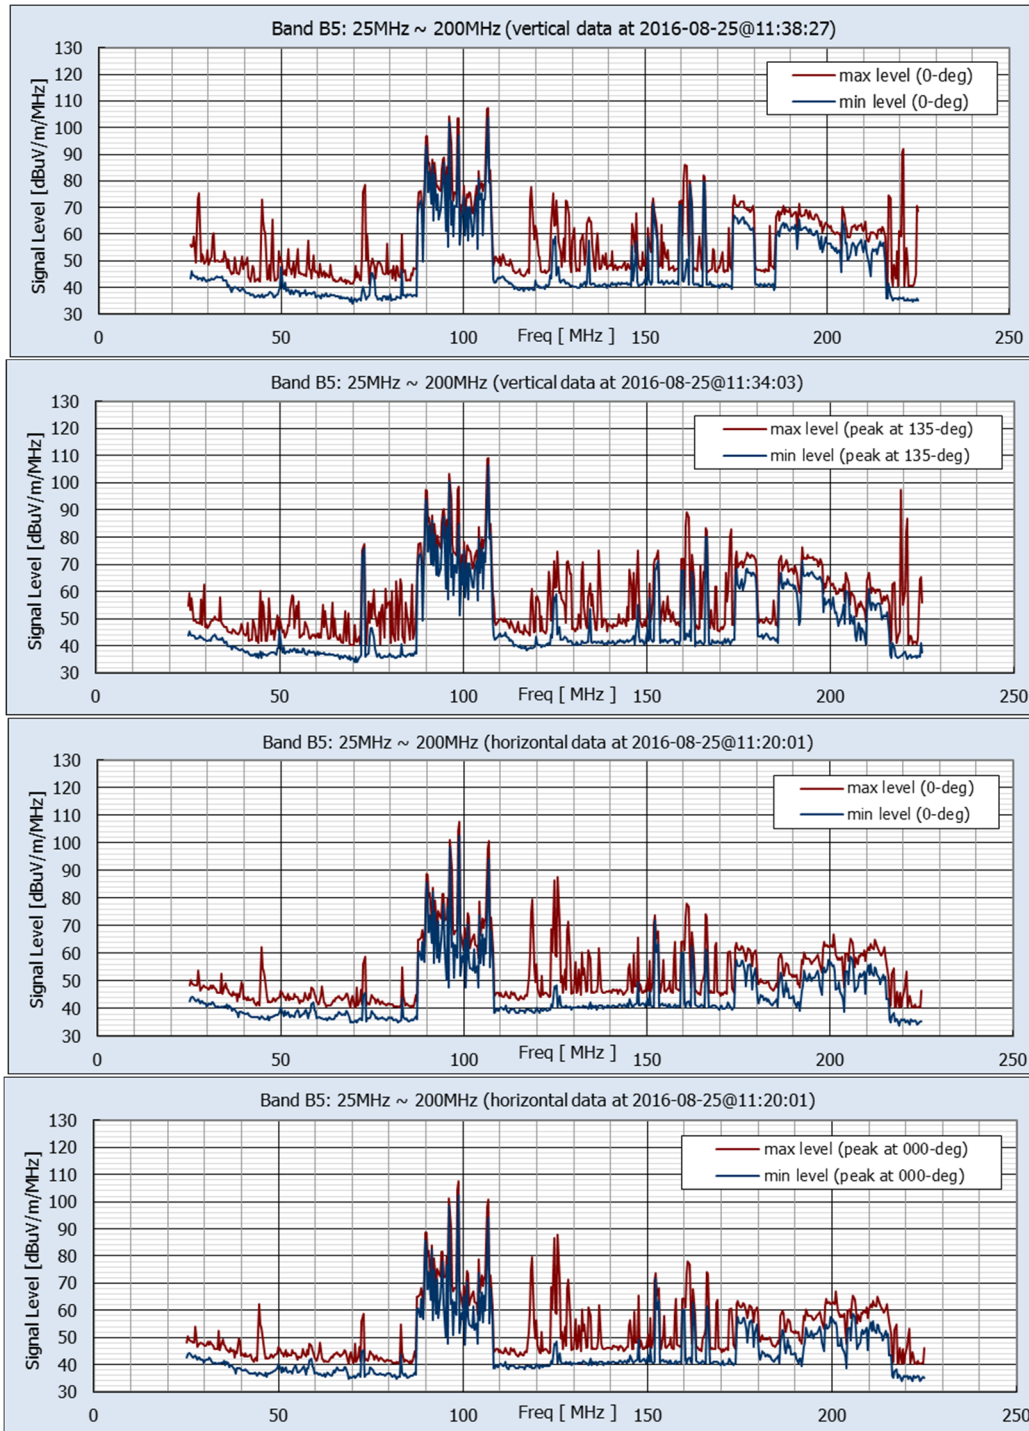 Band B5: 25MHz ~ 200MHz (vertical data at 2016-08-25@11:38:27)
130
120
110
100
90
80
70
60
50
40
30
Signal Level [dBuV/m/MHz]
max level (0-deg)
min level (0-deg)
0 50 100 150 200 250
Freq [ MHz ]
Band B5: 25MHz ~ 200MHz (vertical data at 2016-08-25@11:34:03)
130
120
110
100
90
80
70
60
50
40
30
Signal Level [dBuV/m/MHz]
max level (peak at 135-deg)
min level (peak at 135-deg)
0 50 100 150 200 250
Freq [ MHz ]
Band B5: 25MHz ~ 200MHz (horizontal data at 2016-08-25@11:20:01)
130
120
110
100
90
80
70
60
50
40
30
Signal Level [dBuV/m/MHz]
max level (0-deg)
min level (0-deg)
0 50 100 150 200 250
Freq [ MHz ]
Band B5: 25MHz ~ 200MHz (horizontal data at 2016-08-25@11:20:01)
130
120
110
100
90
80
70
60
50
40
30
Signal Level [dBuV/m/MHz]
max level (peak at 000-deg)
min level (peak at 000-deg)
0 50 100 150 200 250
Freq [ MHz ]